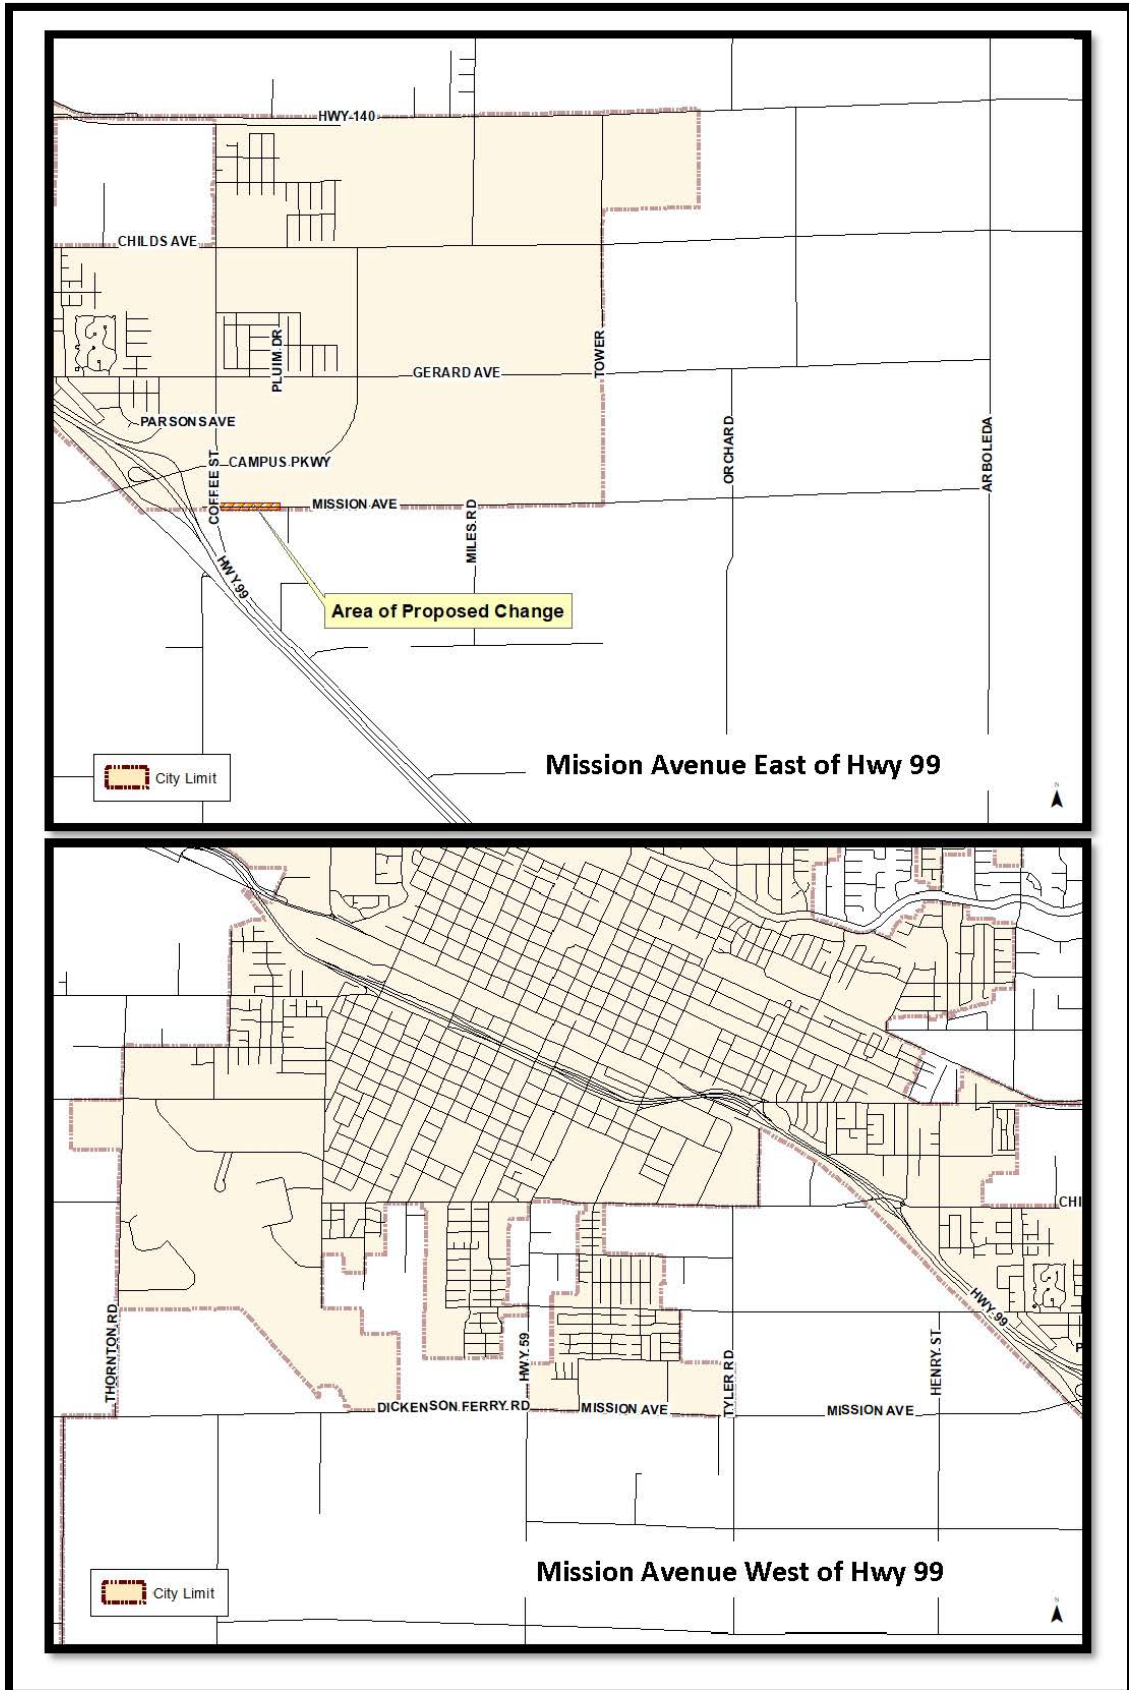 HWY-140
CHILDS AVE
PLUIM DR
TOWER
GERARD AVE
PARSONS AVE
ORCHARD
ARBOLEDA
COFFEE ST
CAMPUS PKWY
MISSION AVE
MILES RD
HWY-99
Area of Proposed Change
Mission Avenue East of Hwy 99
City Limit
N
CHI
HWY-99
THORNTON RD
HWY 59
TYLER RD
HENRY ST
P
DICKENSON FERRY RD
MISSION AVE
MISSION AVE
Mission Avenue West of Hwy 99
City Limit
N